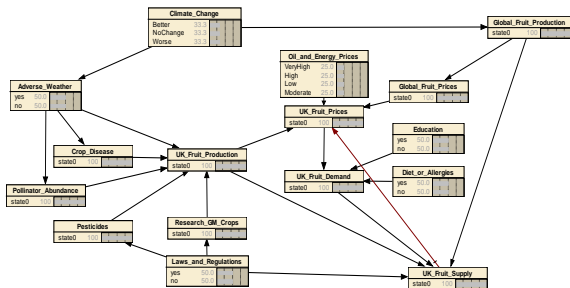 Climate_Change
Better 33.3
NoChange 33.3
Worse 33.3
Global_Fruit_Production
state0 100
Oil_and_Energy_Prices
VeryHigh 25.0
High 25.0
Low 25.0
Moderate 25.0
Adverse_Weather
yes 50.0
no 50.0
Global_Fruit_Prices
state0 100
UK_Fruit_Prices
state0 100
Education
yes 50.0
no 50.0
Crop_Disease
state0 100
UK_Fruit_Production
state0 100
UK_Fruit_Demand
state0 100
Diet_or_Allergies
yes 50.0
no 50.0
Pollinator_Abundance
state0 100
Pesticides
state0 100
Research_GM_Crops
state0 100
Laws_and_Regulations
yes 50.0
no 50.0
UK_Fruit_Supply
state0 100